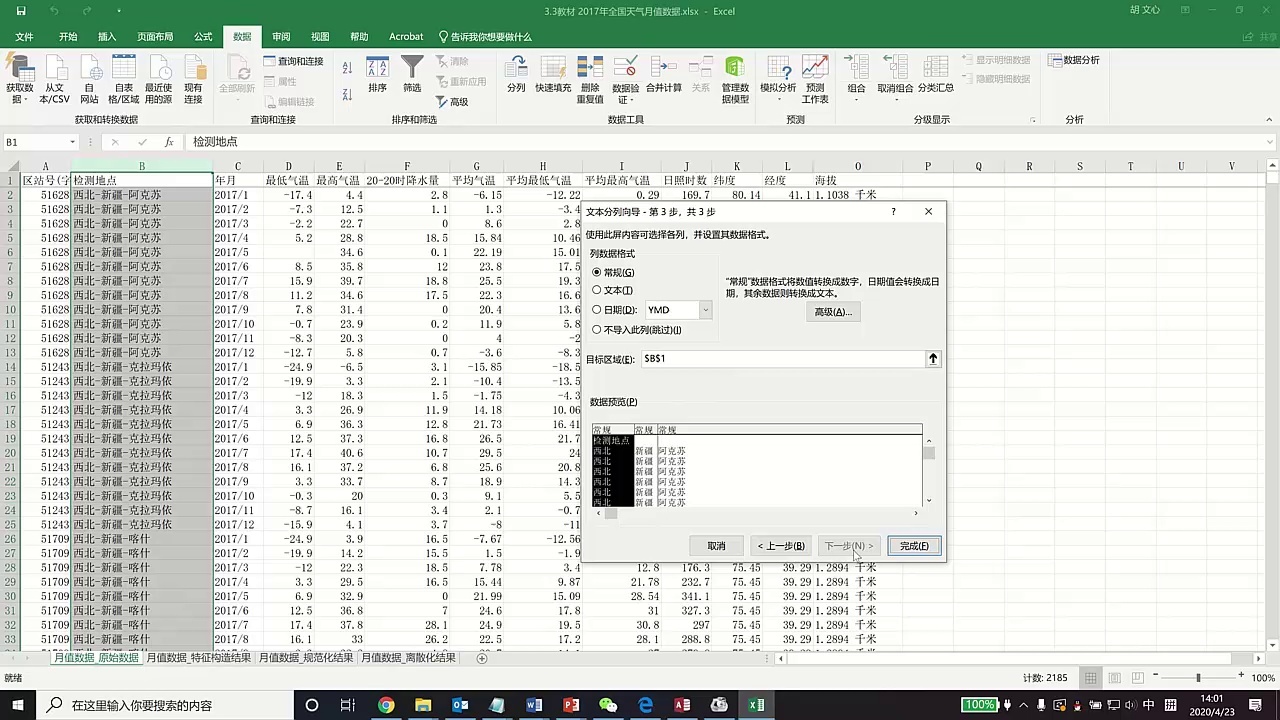 3.3教材 2017年全国天气月值数据.xlsx - Excel
胡 文心
文件 开始 插入 页面布局 公式 数据 审阅 视图 帮助 Acrobat 告诉我你想要做什么 共享
获取数据 从文本/CSV 自网站 自表格/区域 最近使用的源 现有连接 全部刷新 查询和连接 属性 编辑链接 排序 筛选 清除 重新应用 高级 分列 快速填充 删除重复值 数据验证 合并计算 关系 管理数据模型 模拟分析 预测工作表 组合 取消组合 分类汇总 显示明细数据 隐藏明细数据 数据分析
获取和转换数据 查询和连接 排序和筛选 数据工具 预测 分级显示 分析
B1 fx 检测地点
A B C D E F G H I J K L O P Q R S T U V
1 区站号(字 检测地点 年月 最低气温 最高气温 20-20时降水量 平均气温 平均最低气温 平均最高气温 日照时数 纬度 经度 海拔
2 51628 西北-新疆-阿克苏 2017/1 -17.4 4.4 2.8 -6.15 -12.22 0.29 169.7 80.14 41.1 1.1038 千米
3 51628 西北-新疆-阿克苏 2017/2 -7.3 12.5 1.1 1.3 -3.4
4 51628 西北-新疆-阿克苏 2017/3 -2.2 22.7 0 8.6 2.8
5 51628 西北-新疆-阿克苏 2017/4 5.2 28.8 18.5 15.84 10.46
6 51628 西北-新疆-阿克苏 2017/5 34.6 0.1 22.19 15.01
7 51628 西北-新疆-阿克苏 2017/6 8.5 35.8 12 23.8 17.5
8 51628 西北-新疆-阿克苏 2017/7 15.9 39.7 18.8 25.5 19.3
9 51628 西北-新疆-阿克苏 2017/8 11.2 34.6 17.5 22.3 16.6
10 51628 西北-新疆-阿克苏 2017/9 7.8 31.4 0 20.4 13.6
11 51628 西北-新疆-阿克苏 2017/10 -0.7 23.9 0.2 11.9 5.8
12 51628 西北-新疆-阿克苏 2017/11 -8.3 20.3 0 4 -2
13 51628 西北-新疆-阿克苏 2017/12 -12.7 5.8 0.7 -3.6 -8.3
14 51243 西北-新疆-克拉玛依 2017/1 -24.9 -6.5 3.1 -15.85 -18.5
15 51243 西北-新疆-克拉玛依 2017/2 -19.9 3.3 2.1 -10.4 -13.5
16 51243 西北-新疆-克拉玛依 2017/3 -12 18.3 1.5 -1.75 -4.3
17 51243 西北-新疆-克拉玛依 2017/4 3.3 26.9 11.9 14.18 10.06
18 51243 西北-新疆-克拉玛依 2017/5 6.9 36.3 12.8 21.73 16.41
19 51243 西北-新疆-克拉玛依 2017/6 12.5 37.3 16.8 26.5 21.7
20 51243 西北-新疆-克拉玛依 2017/7 17.4 40.6 10.7 29.51 24
21 51243 西北-新疆-克拉玛依 2017/8 16.1 37.2 6.8 25.6 20.8
22 51243 西北-新疆-克拉玛依 2017/9 3.3 33.7 8.7 18.9 14.3
23 51243 西北-新疆-克拉玛依 2017/10 -0.3 20 0.3 9.1 5.5
24 51243 西北-新疆-克拉玛依 2017/11 -8.7 16.1 3.4 2.1 -0.7
25 51243 西北-新疆-克拉玛依 2017/12 -15.9 4.1 3.7 -8 -11
26 51709 西北-新疆-喀什 2017/1 -24.9 3.9 16.5 -7.67 -12.56
27 51709 西北-新疆-喀什 2017/2 -19.9 14.2 15.5 1.5 -1.9
28 51709 西北-新疆-喀什 2017/3 -12 22.3 18.5 7.78 3.4 12.8 176.3 75.45 39.29 1.2894 千米
29 51709 西北-新疆-喀什 2017/4 3.3 29.5 16.5 15.44 9.87 21.78 232.7 75.45 39.29 1.2894 千米
30 51709 西北-新疆-喀什 2017/5 6.9 32.9 0 21.99 15.09 28.54 341.1 75.45 39.29 1.2894 千米
31 51709 西北-新疆-喀什 2017/6 12.5 36.8 7 24.6 17.8 31 327.3 75.45 39.29 1.2894 千米
32 51709 西北-新疆-喀什 2017/7 17.4 37.8 28.1 24.9 19.5 30.8 297 75.45 39.29 1.2894 千米
33 51709 西北-新疆-喀什 2017/8 16.1 33 26.2 22.5 17.2 28.1 288.8 75.45 39.29 1.2894 千米
文本分列向导 - 第 3 步，共 3 步 ?
使用此屏内容可选择各列，并设置其数据格式。
列数据格式
常规(G)
文本(T)
日期(D): YMD
不导入此列(跳过)(I)
“常规”数据格式将数值转换成数字，日期值会转换成日期，其余数据则转换成文本。
高级(A)...
目标区域(E): $B$1
数据预览(P)
常规 常规 常规
检测地点
西北 新疆 阿克苏
西北 新疆 阿克苏
西北 新疆 阿克苏
西北 新疆 阿克苏
西北 新疆 阿克苏
西北 新疆 阿克苏
取消 < 上一步(B) 下一步(N) > 完成(F)
月值数据_原始数据 月值数据_特征构造结果 月值数据_规范化结果 月值数据_离散化结果
就绪 计数: 2185 100%
在这里输入你要搜索的内容 100% 中 14:01
2020/4/23